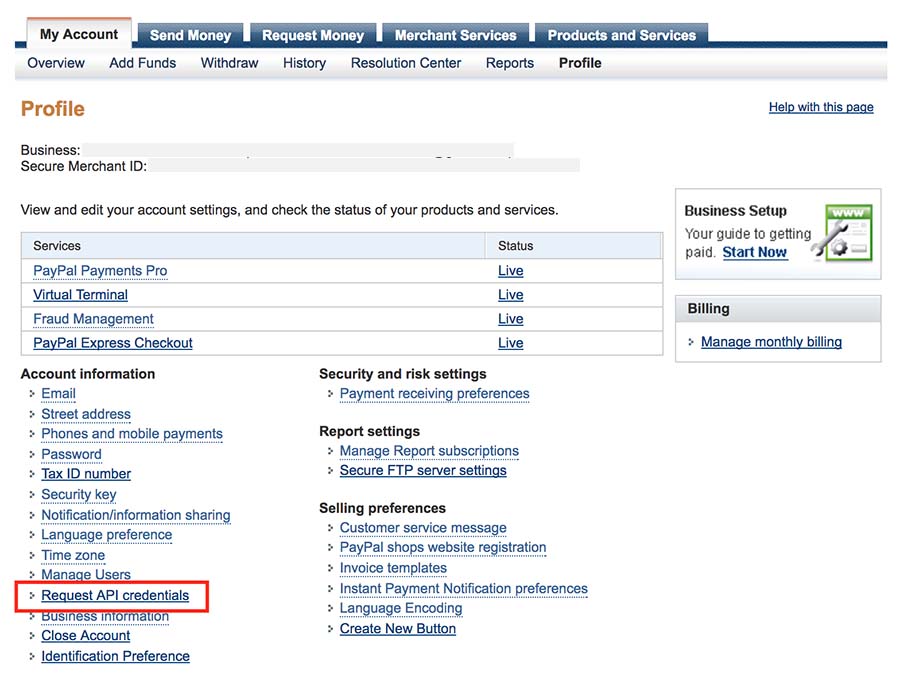 My Account Send Money Request Money Merchant Services Products and Services
Overview Add Funds Withdraw History Resolution Center Reports Profile
Profile
Help with this page
Business:
Secure Merchant ID:
View and edit your account settings, and check the status of your products and services.
Services Status
PayPal Payments Pro Live
Virtual Terminal Live
Fraud Management Live
PayPal Express Checkout Live
Business Setup
Your guide to getting
paid. Start Now
www
Billing
Manage monthly billing
Account information
Email
Street address
Phones and mobile payments
Password
Tax ID number
Security key
Notification/information sharing
Language preference
Time zone
Manage Users
Request API credentials
Business information
Close Account
Identification Preference
Security and risk settings
Payment receiving preferences
Report settings
Manage Report subscriptions
Secure FTP server settings
Selling preferences
Customer service message
PayPal shops website registration
Invoice templates
Instant Payment Notification preferences
Language Encoding
Create New Button